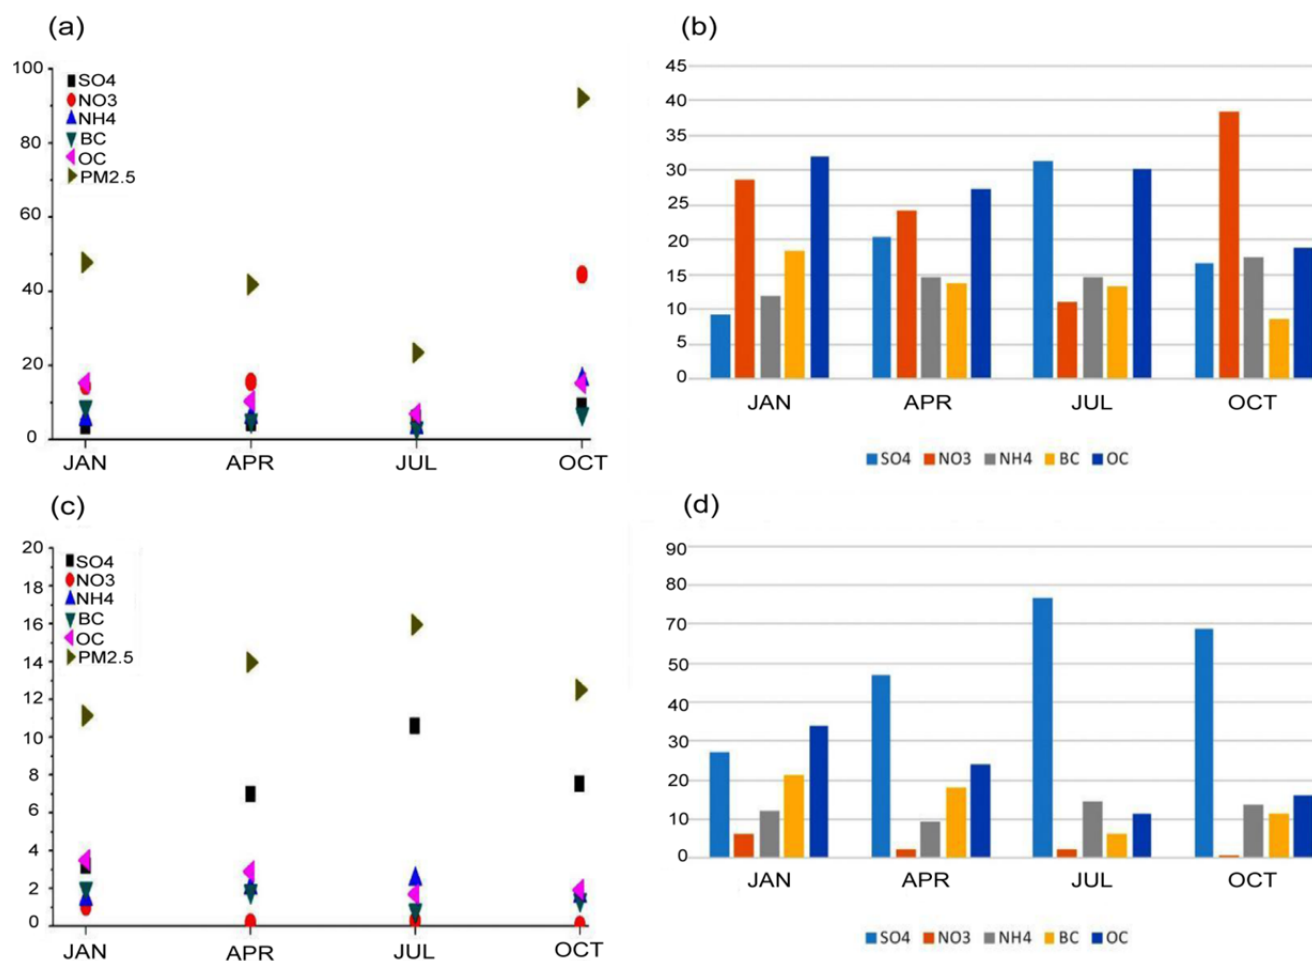 (a)
100
80
60
40
20
0
SO4
NO3
NH4
BC
OC
PM2.5
JAN APR JUL OCT
(b)
45
40
35
30
25
20
15
10
5
0
JAN APR JUL OCT
SO4 NO3 NH4 BC OC
(c)
20
18
16
14
12
10
8
6
4
2
0
SO4
NO3
NH4
BC
OC
PM2.5
JAN APR JUL OCT
(d)
90
80
70
50
40
30
20
10
0
JAN APR JUL OCT
SO4 NO3 NH4 BC OC